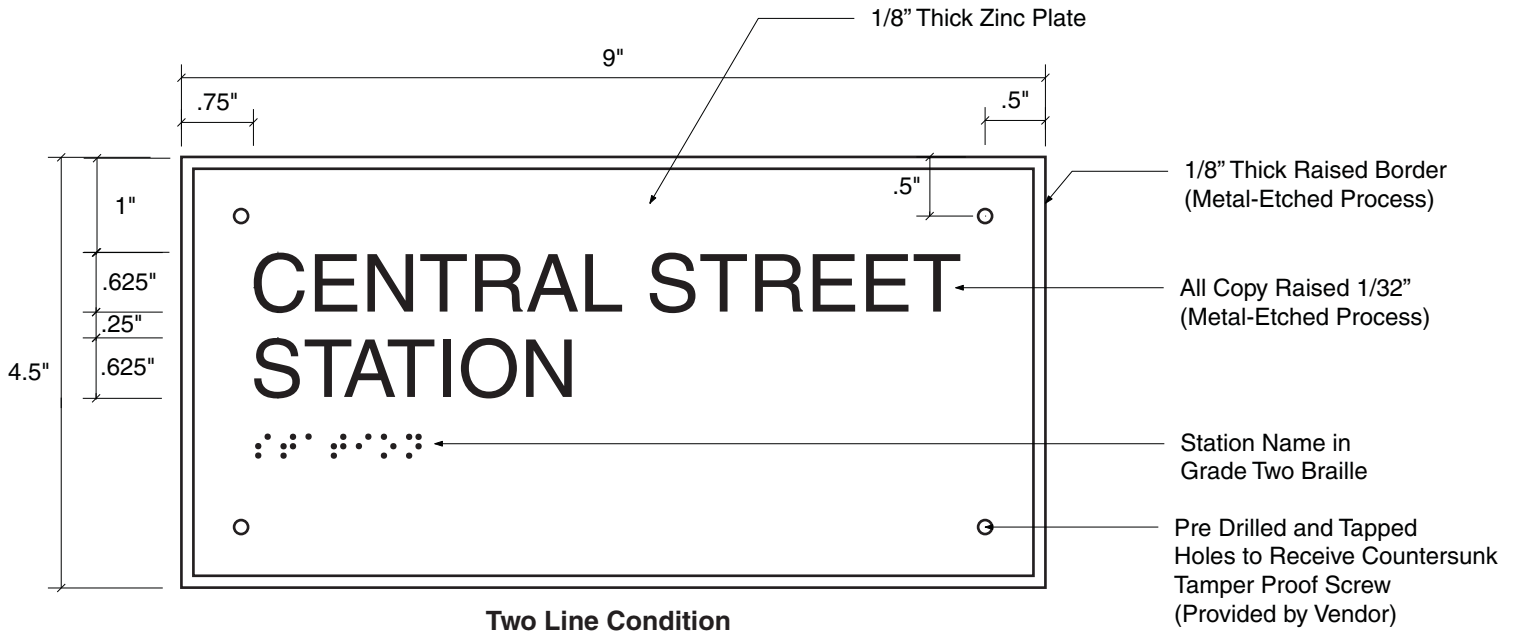 1/8” Thick Zinc Plate
9"
.75"
.5"
1"
.5"
1/8” Thick Raised Border
(Metal-Etched Process)
.625"
CENTRAL STREET
All Copy Raised 1/32”
(Metal-Etched Process)
.25"
4.5"
.625"
STATION
⠎⠞⠁⠞⠊⠕⠝
Station Name in
Grade Two Braille
Pre Drilled and Tapped
Holes to Receive Countersunk
Tamper Proof Screw
(Provided by Vendor)
Two Line Condition